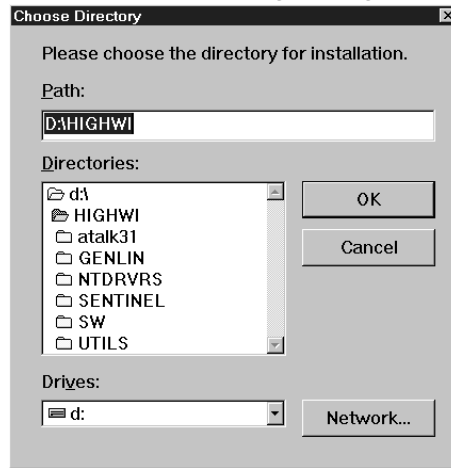 Choose Directory
Please choose the directory for installation.
Path:
D:\HIGHWI
Directories:
d:\
HIGHWI
atalk31
GENLIN
NTDRVRS
SENTINEL
SW
UTILS
OK
Cancel
Drives:
d:
Network...